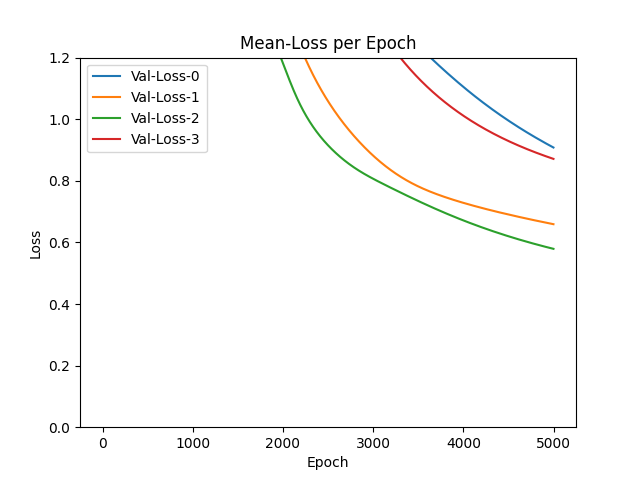 Mean-Loss per Epoch
Val-Loss-0
Val-Loss-1
Val-Loss-2
Val-Loss-3
1.2
1.0
0.8
0.6
0.4
0.2
0.0
Loss
0 1000 2000 3000 4000 5000
Epoch